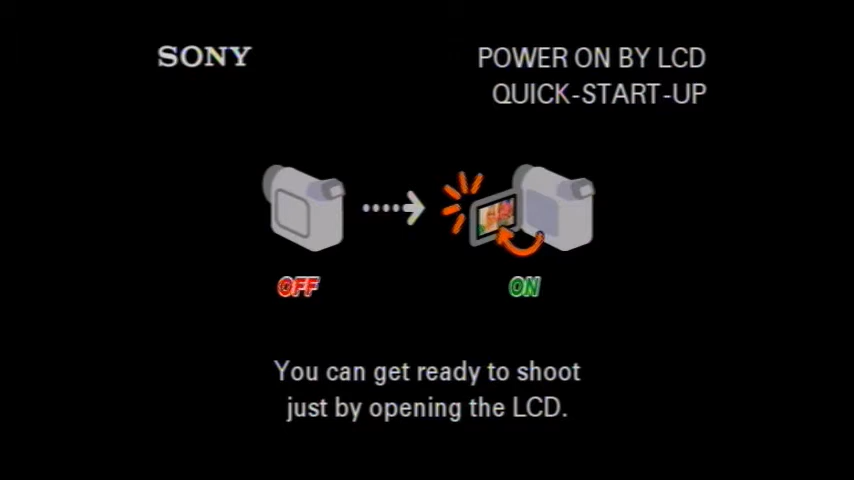 SONY
POWER ON BY LCD
QUICK-START-UP
OFF
ON
You can get ready to shoot
just by opening the LCD.